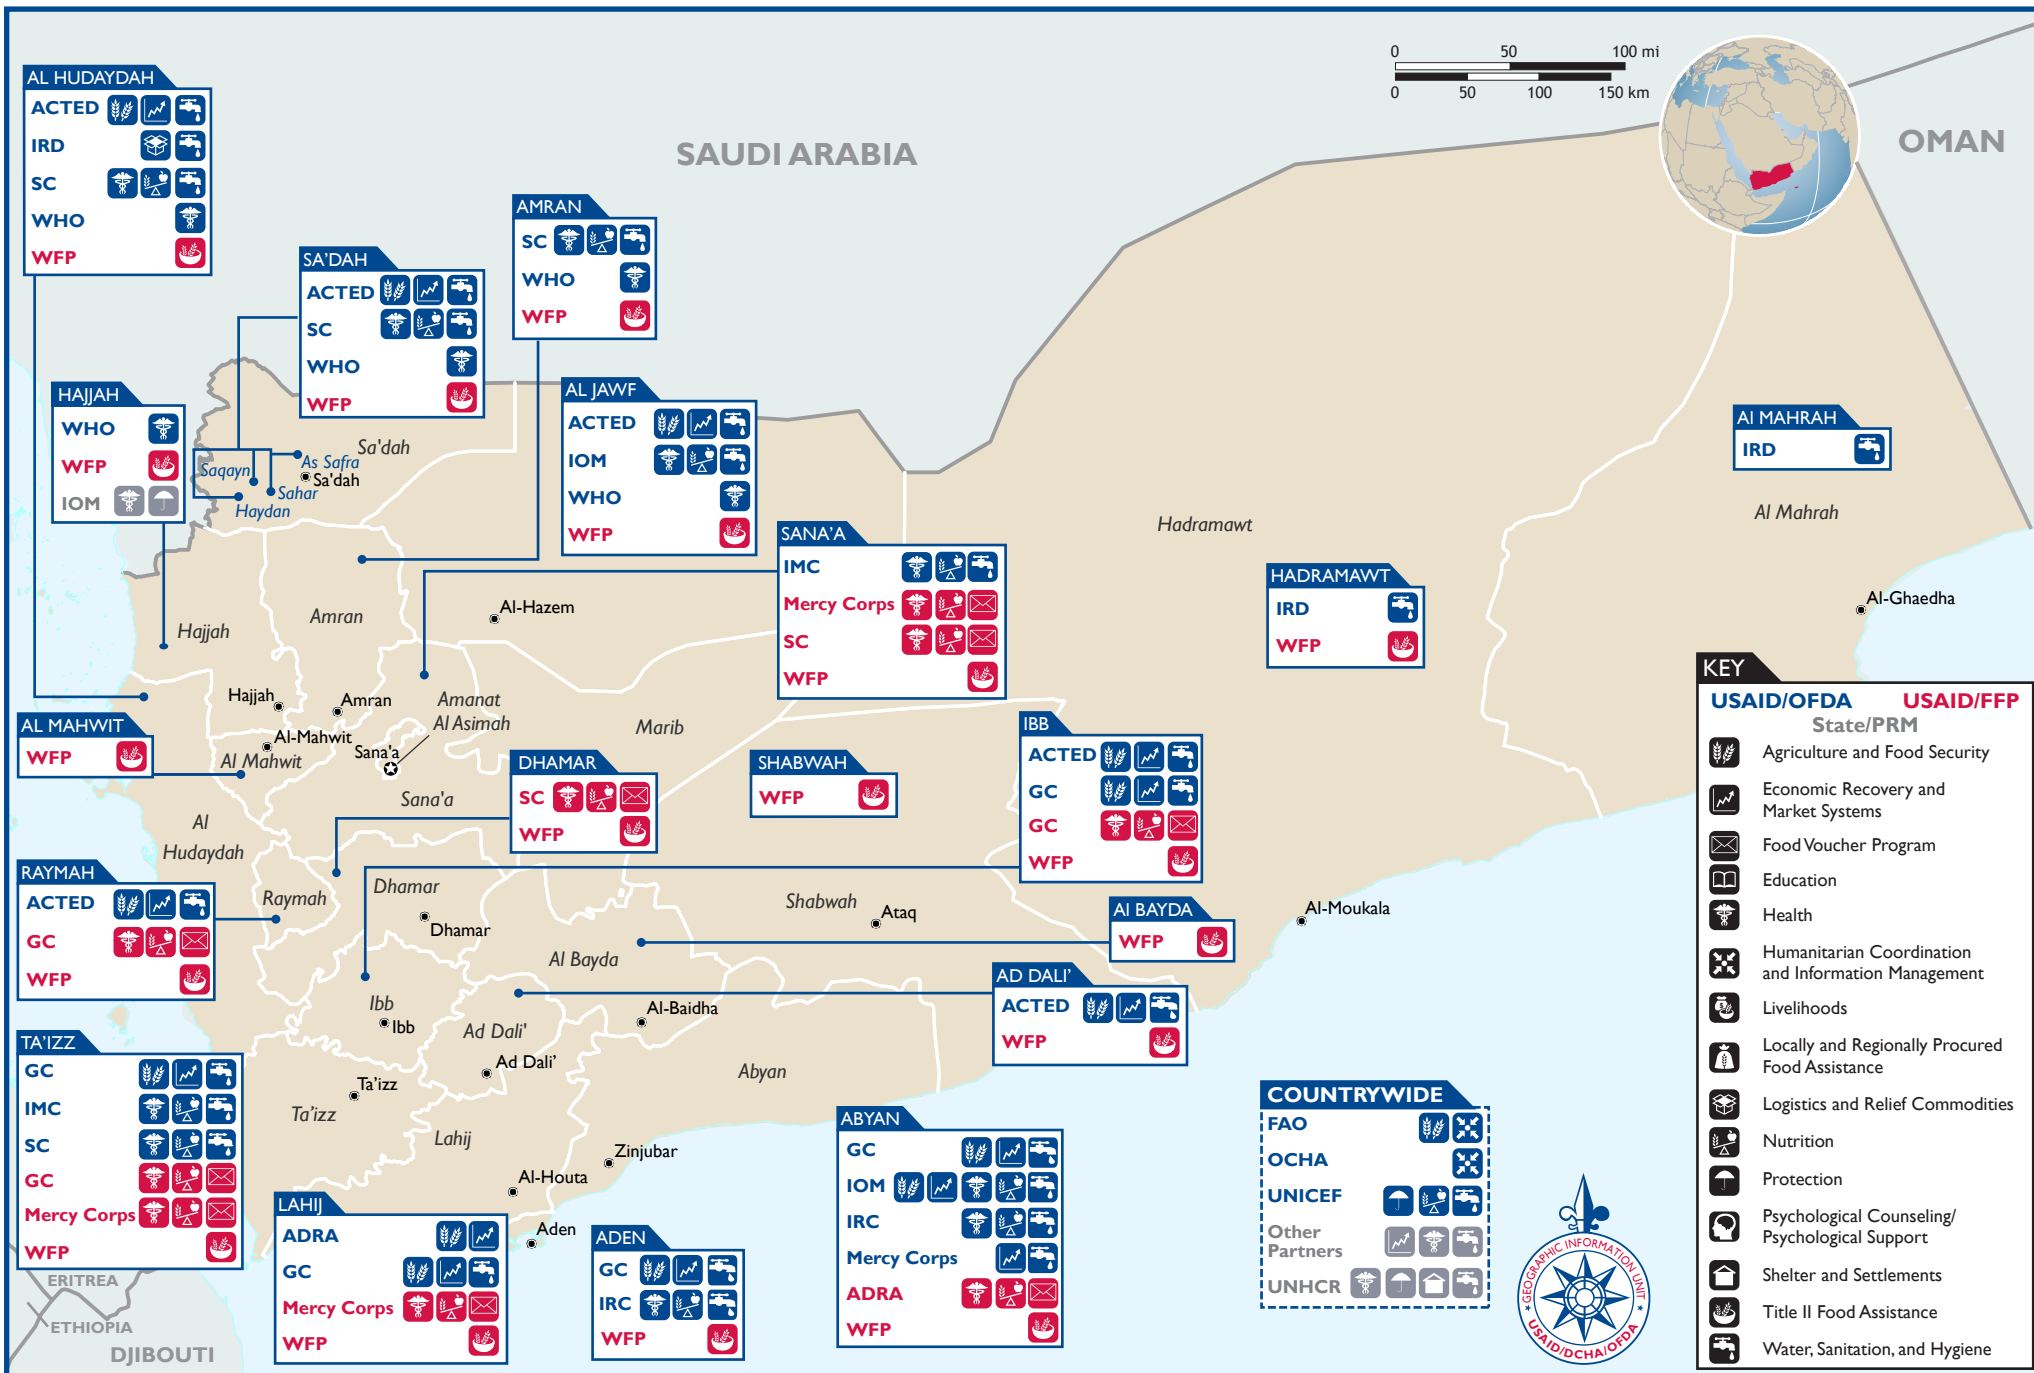 0 50 100 mi
0 50 100 150 km
SAUDI ARABIA
OMAN
AL HUDAYDAH
ACTED
IRD
SC
WHO
WFP
SA'DAH
ACTED
SC
WHO
WFP
AMRAN
SC
WHO
WFP
HAJJAH
WHO
WFP
IOM
AL JAWF
ACTED
IOM
WHO
WFP
Al MAHRAH
IRD
Sa'dah
As Safra
Saqayn
Sa'dah
Sahar
Haydan
SANA'A
IMC
Mercy Corps
SC
WFP
Hadramawt
Al Mahrah
HADRAMAWT
IRD
WFP
Al-Ghaedha
Al-Hazem
Hajjah
Amran
Hajjah
Amran
Amanat
Al Asimah
Marib
AL MAHWIT
WFP
Al-Mahwit
Al Mahwit
Sana'a
Sana'a
DHAMAR
SC
WFP
SHABWAH
WFP
IBB
ACTED
GC
GC
WFP
Al
Hudaydah
RAYMAH
ACTED
GC
WFP
Raymah
Dhamar
Dhamar
Shabwah
Ataq
Al-Moukala
Al BAYDA
WFP
Al Bayda
AD DALI'
ACTED
WFP
Ibb
Ibb
Al-Baidha
Ad Dali'
Ad Dali'
Abyan
TA'IZZ
GC
IMC
SC
GC
Mercy Corps
WFP
Ta'izz
Ta'izz
Lahij
Zinjubar
Al-Houta
Aden
LAHIJ
ADRA
GC
Mercy Corps
WFP
ADEN
GC
IRC
WFP
ABYAN
GC
IOM
IRC
Mercy Corps
ADRA
WFP
COUNTRYWIDE
FAO
OCHA
UNICEF
Other
Partners
UNHCR
ERITREA
ETHIOPIA
DJIBOUTI
GEOGRAPHIC INFORMATION UNIT
USAID/DCHA/OFDA
KEY
USAID/OFDA USAID/FFP
State/PRM
Agriculture and Food Security
Economic Recovery and
Market Systems
Food Voucher Program
Education
Health
Humanitarian Coordination
and Information Management
Livelihoods
Locally and Regionally Procured
Food Assistance
Logistics and Relief Commodities
Nutrition
Protection
Psychological Counseling/
Psychological Support
Shelter and Settlements
Title II Food Assistance
Water, Sanitation, and Hygiene